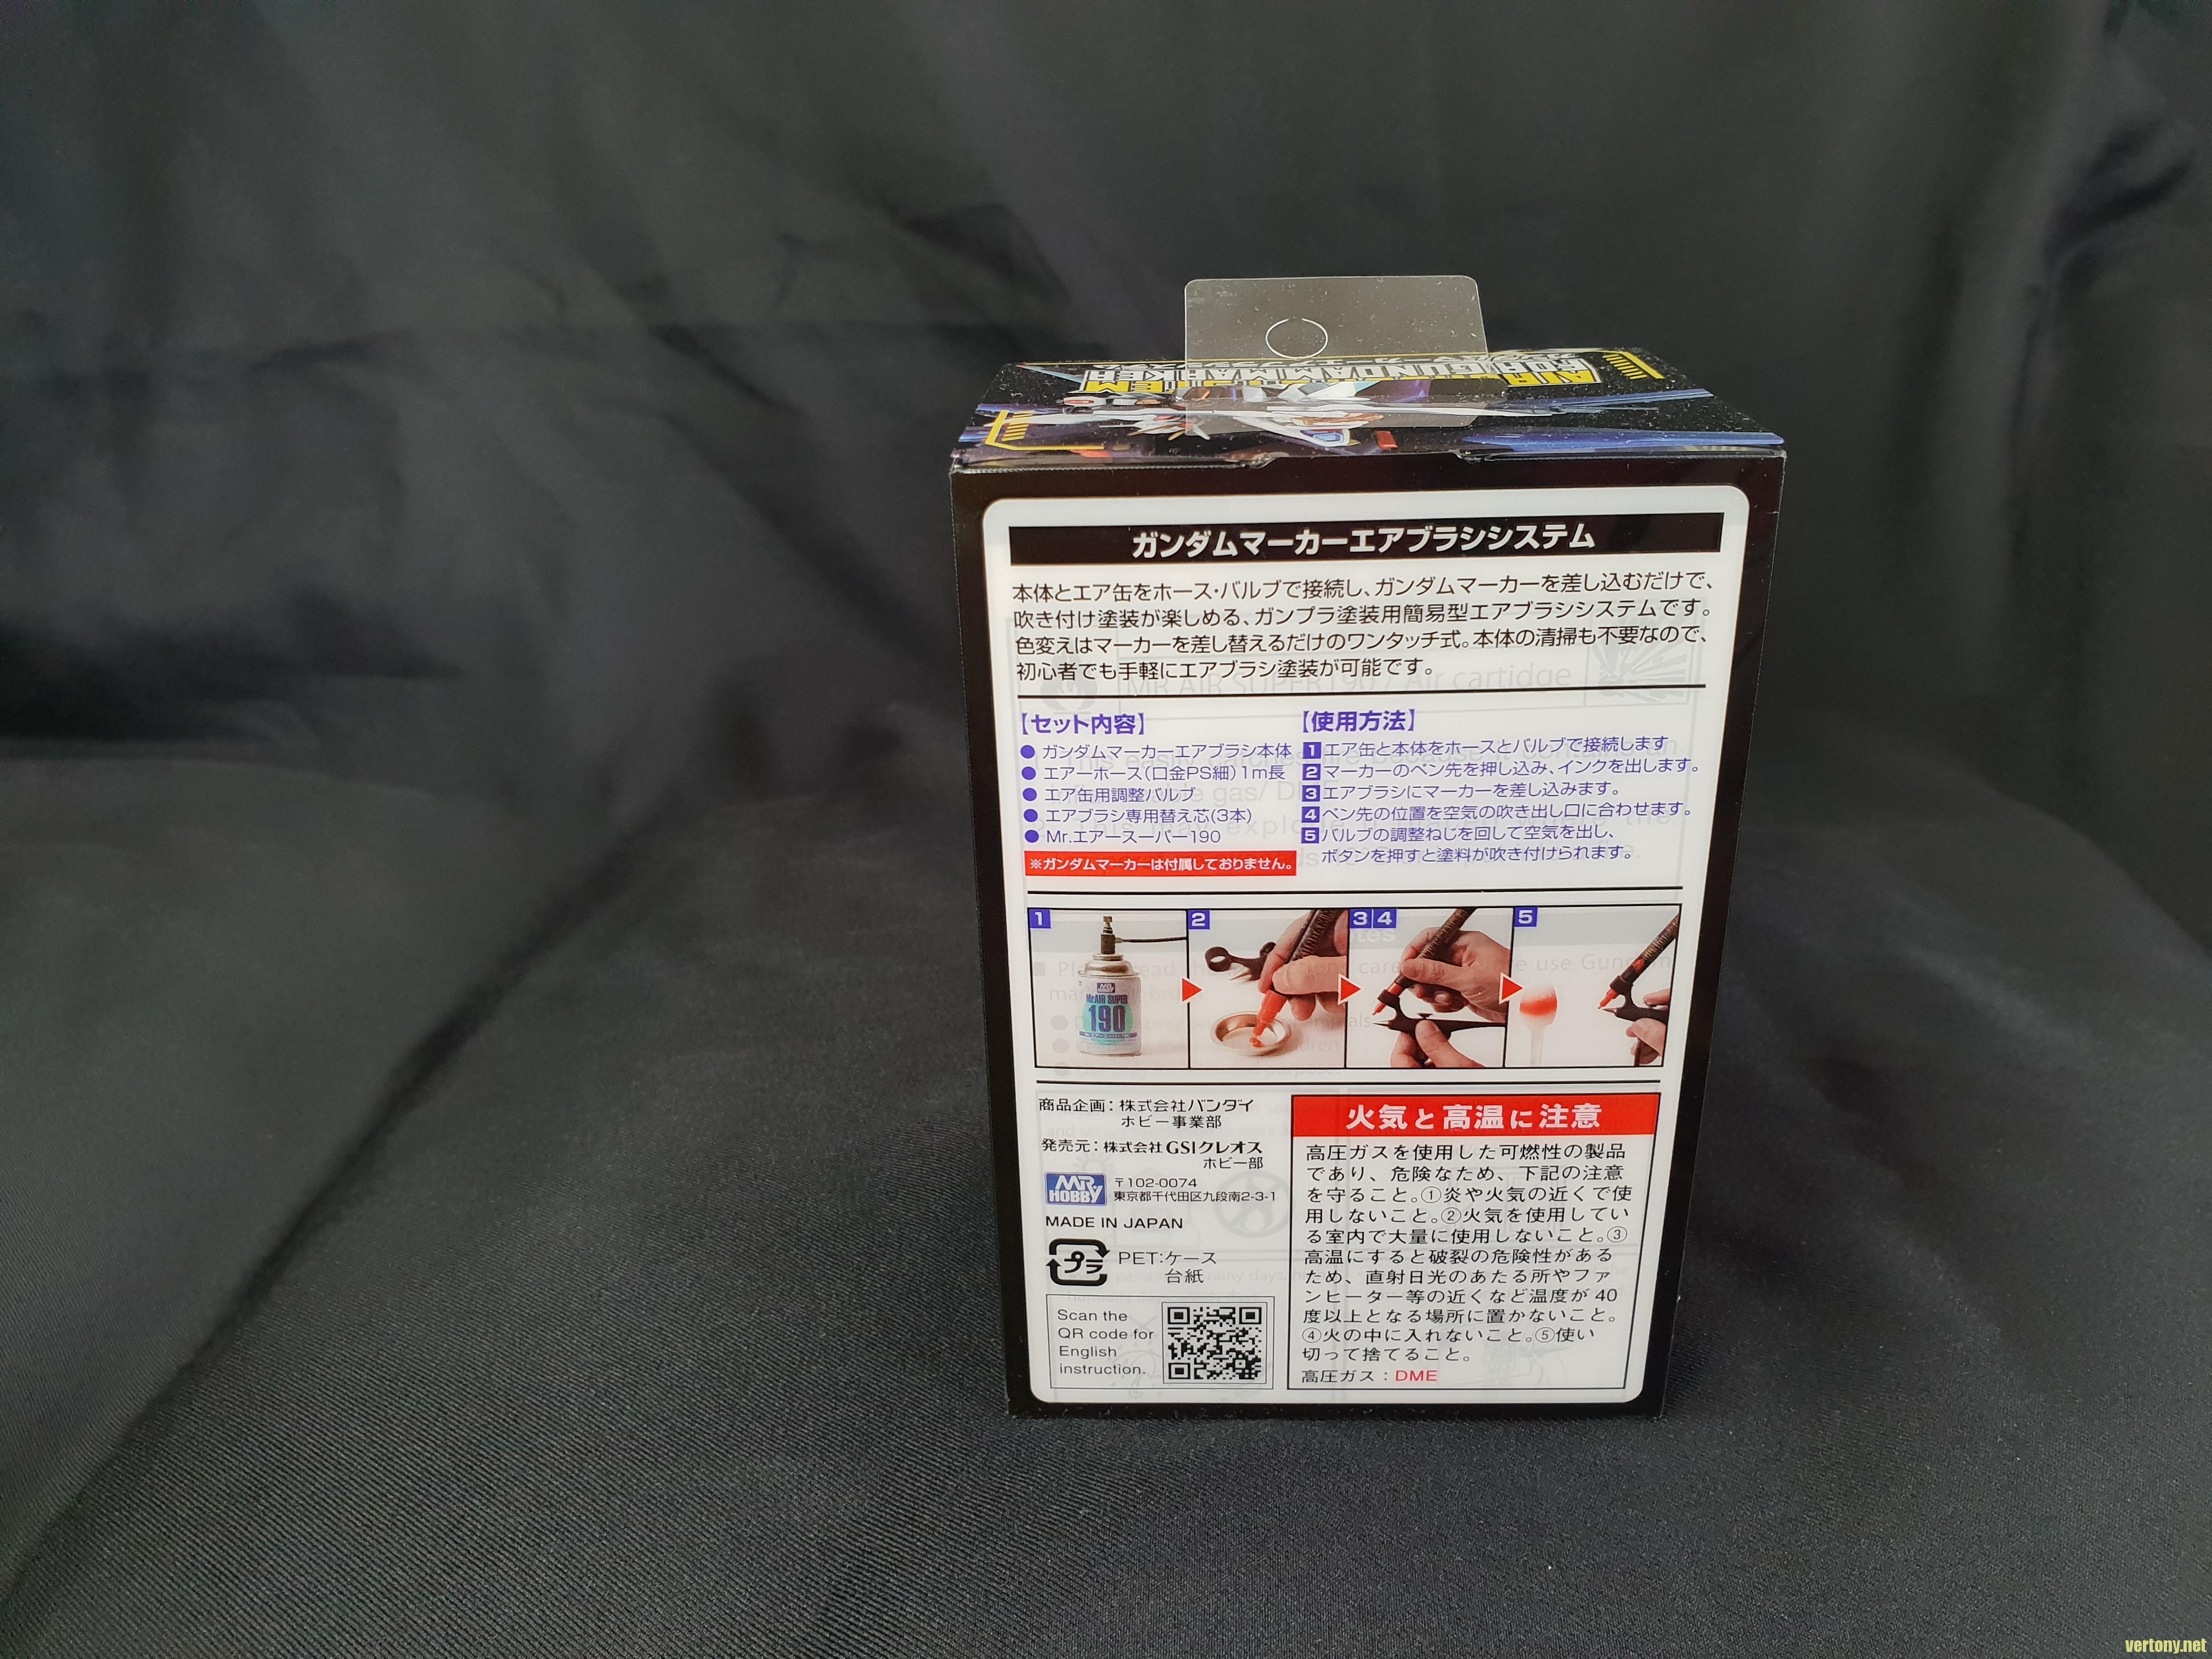 AIR
SYSTEM
FOR GUNDAM MARKER
ガンダムマーカーエアブラシシステム
本体とエア缶をホース・バルブで接続し、ガンダムマーカーを差し込むだけで、
吹き付け塗装が楽しめる、ガンプラ塗装用簡易型エアブラシシステムです。
色変えはマーカーを差し替えるだけのワンタッチ式。本体の清掃も不要なので、
初心者でも手軽にエアブラシ塗装が可能です。
MR.AIR SUPER190 / Air cartidge
【セット内容】
● ガンダムマーカーエアブラシ本体
● エアーホース(口金PS細)1m長
● エア缶用調整バルブ
● エアブラシ専用替え芯(3本)
● Mr.エアースーパー190
※ガンダムマーカーは付属しておりません。
【使用方法】
1 エア缶と本体をホースとバルブで接続します
2 マーカーのペン先を押し込み、インクを出します。
3 エアブラシにマーカーを差し込みます。
4 ペン先の位置を空気の吹き出し口に合わせます。
5 バルブの調整ねじを回して空気を出し、
ボタンを押すと塗料が吹き付けられます。
1
2
3 4
5
Mr.AIR SUPER
190
商品企画：株式会社バンダイ
ホビー事業部
発売元：株式会社GSIクレオス
ホビー部
MR.HOBBY
〒102-0074
東京都千代田区九段南2-3-1
MADE IN JAPAN
プラ
PET:ケース
台紙
Scan the
QR code for
English
instruction.
火気と高温に注意
高圧ガスを使用した可燃性の製品
であり、危険なため、下記の注意
を守ること。①炎や火気の近くで使
用しないこと。②火気を使用してい
る室内で大量に使用しないこと。③
高温にすると破裂の危険性がある
ため、直射日光のあたる所やファ
ンヒーター等の近くなど温度が 40
度以上となる場所に置かないこと。
④火の中に入れないこと。⑤使い
切って捨てること。
高圧ガス：DME
vertony.net